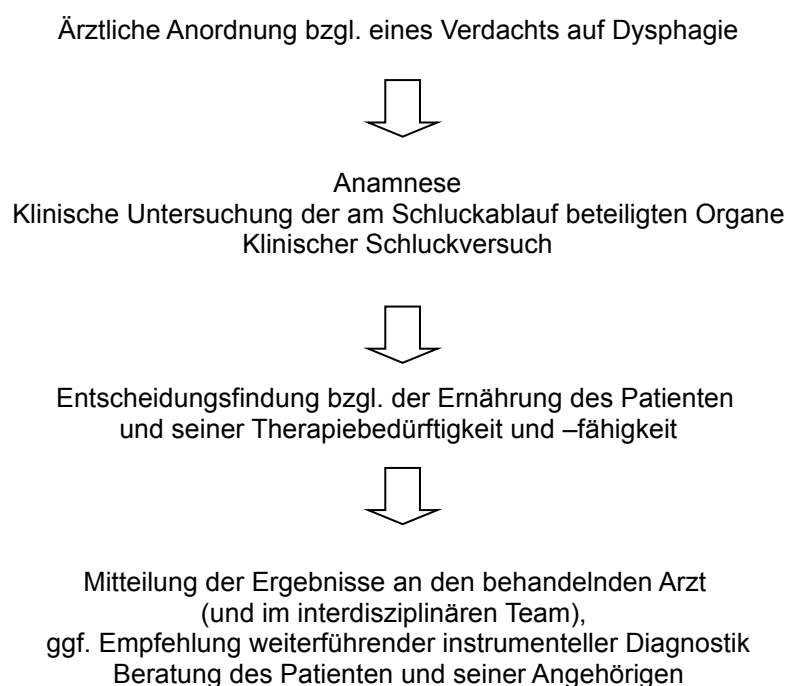 Ärztliche Anordnung bzgl. eines Verdachts auf Dysphagie
Anamnese
Klinische Untersuchung der am Schluckablauf beteiligten Organe
Klinischer Schluckversuch
Entscheidungsfindung bzgl. der Ernährung des Patienten
und seiner Therapiebedürftigkeit und –fähigkeit
Mitteilung der Ergebnisse an den behandelnden Arzt
(und im interdisziplinären Team),
ggf. Empfehlung weiterführender instrumenteller Diagnostik
Beratung des Patienten und seiner Angehörigen